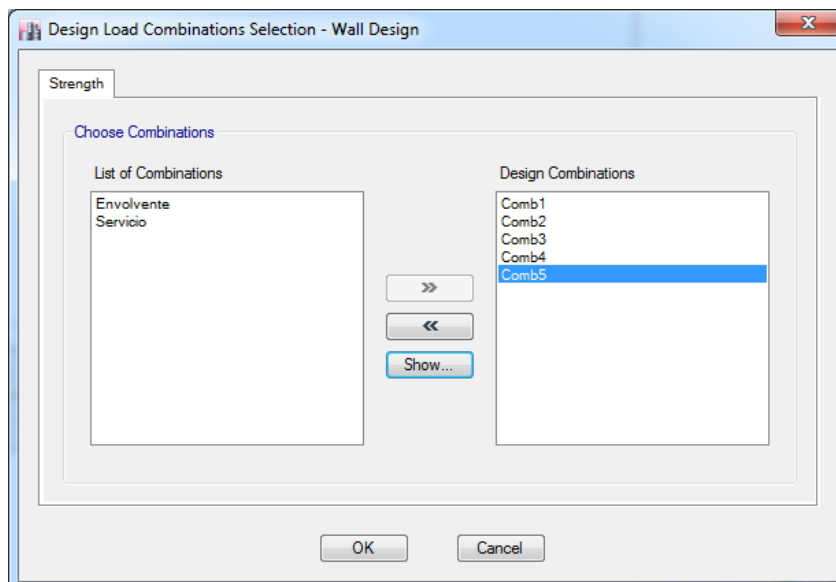 Design Load Combinations Selection - Wall Design
Strength
Choose Combinations
List of Combinations
Envolvente
Servicio
Design Combinations
Comb1
Comb2
Comb3
Comb4
Comb5
>>
<<
Show...
OK
Cancel